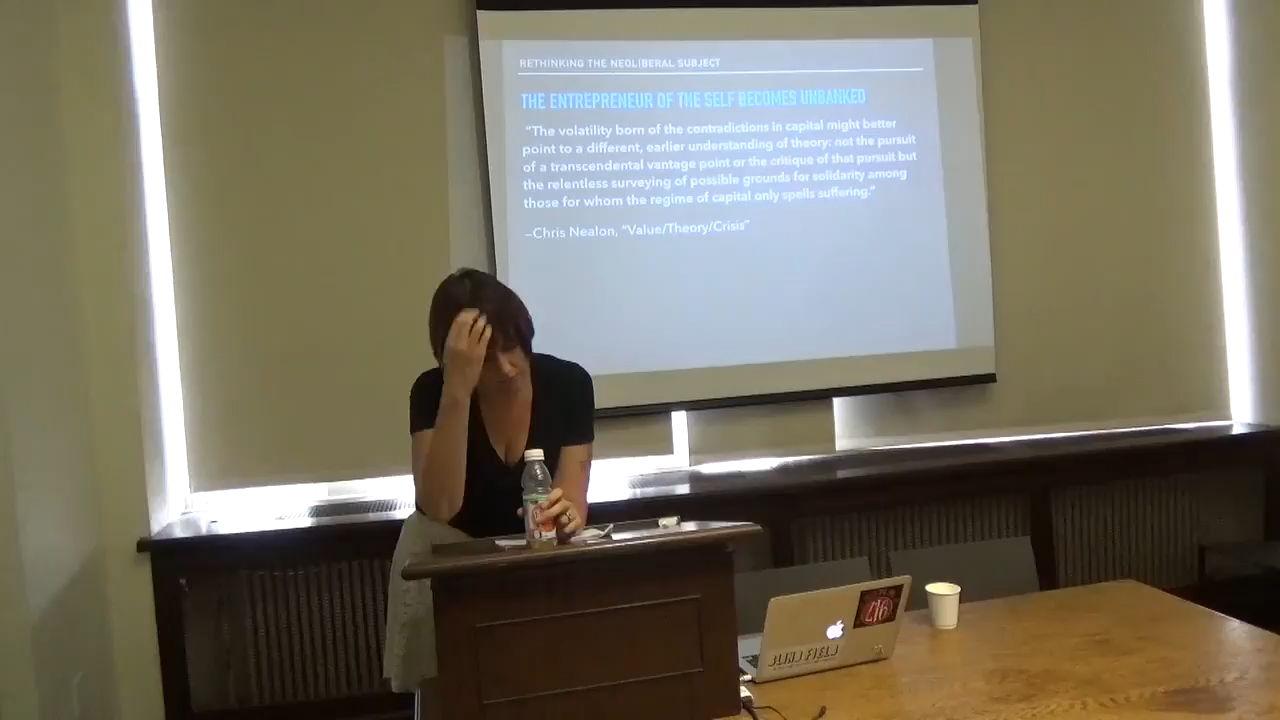 RETHINKING THE NEOLIBERAL SUBJECT
THE ENTREPRENEUR OF THE SELF BECOMES UNBANKED
“The volatility born of the contradictions in capital might better
point to a different, earlier understanding of theory: not the pursuit
of a transcendental vantage point or the critique of that pursuit but
the relentless surveying of possible grounds for solidarity among
those for whom the regime of capital only spells suffering.”
–Chris Nealon, “Value/Theory/Crisis”
BLIND FIELD